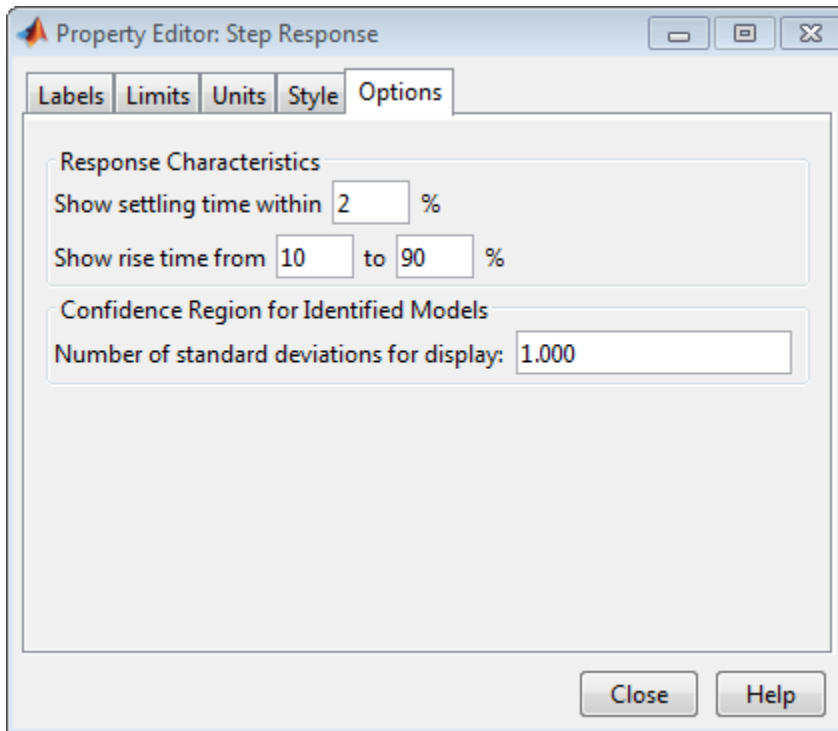 Property Editor: Step Response
Labels Limits Units Style Options
Response Characteristics
Show settling time within 2 %
Show rise time from 10 to 90 %
Confidence Region for Identified Models
Number of standard deviations for display: 1.000
Close Help